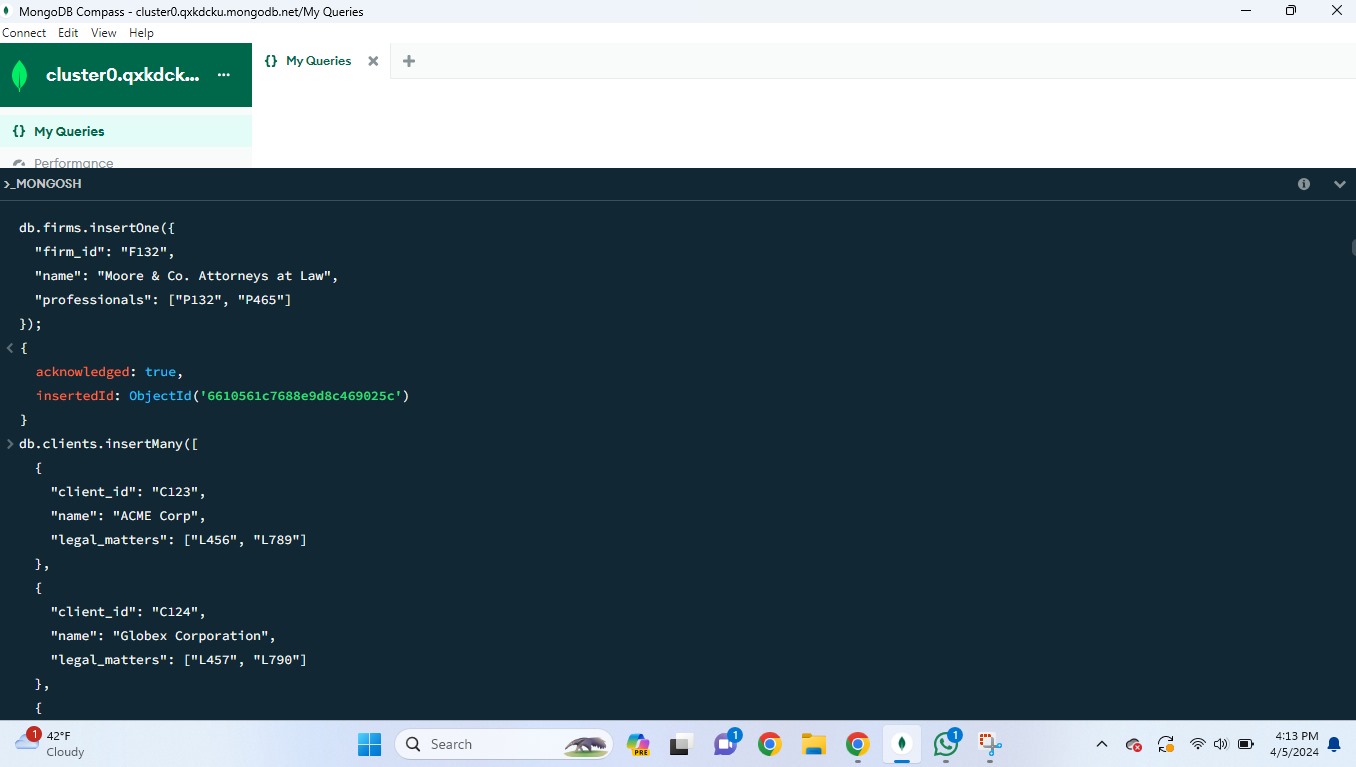 MongoDB Compass - cluster0.qxkdcku.mongodb.net/My Queries
Connect Edit View Help
cluster0.qxkdck... ...
{} My Queries
{} My Queries
Performance
>_MONGOSH
db.firms.insertOne({
"firm_id": "F132",
"name": "Moore & Co. Attorneys at Law",
"professionals": ["P132", "P465"]
});
< {
acknowledged: true,
insertedId: ObjectId('6610561c7688e9d8c469025c')
}
> db.clients.insertMany([
{
"client_id": "C123",
"name": "ACME Corp",
"legal_matters": ["L456", "L789"]
},
{
"client_id": "C124",
"name": "Globex Corporation",
"legal_matters": ["L457", "L790"]
},
{
1
42°F
Cloudy
Search
PRE
1
1
4:13 PM
4/5/2024